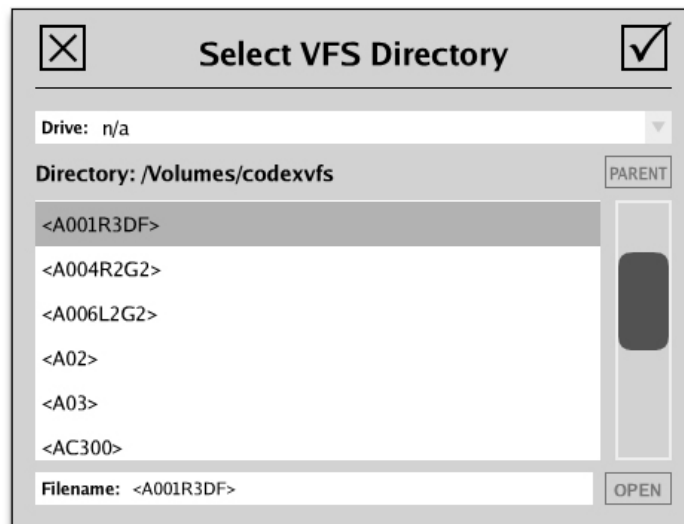 Select VFS Directory
Drive: n/a
Directory: /Volumes/codexvfs
PARENT
<A001R3DF>
<A004R2G2>
<A006L2G2>
<A02>
<A03>
<AC300>
Filename: <A001R3DF>
OPEN